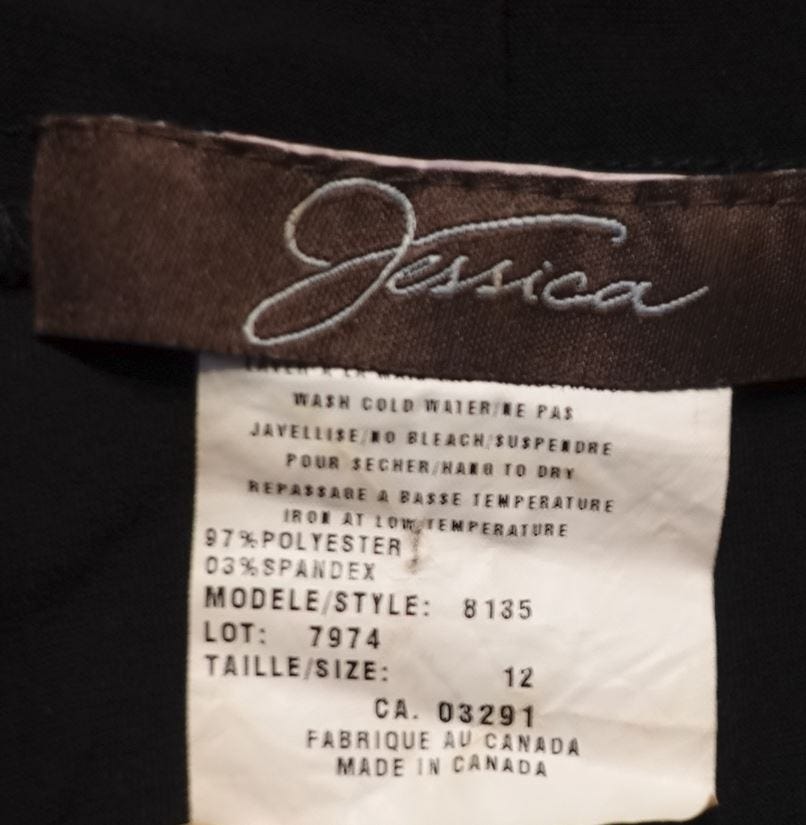 Jessica
WASH COLD WATER/NE PAS
JAVELLISE/NO BLEACH/SUSPENDRE
POUR SECHER/HANG TO DRY
REPASSAGE A BASSE TEMPERATURE
IRON AT LOW TEMPERATURE
97%POLYESTER
03%SPANDEX
MODELE/STYLE: 8135
LOT: 7974
TAILLE/SIZE: 12
CA. 03291
FABRIQUE AU CANADA
MADE IN CANADA